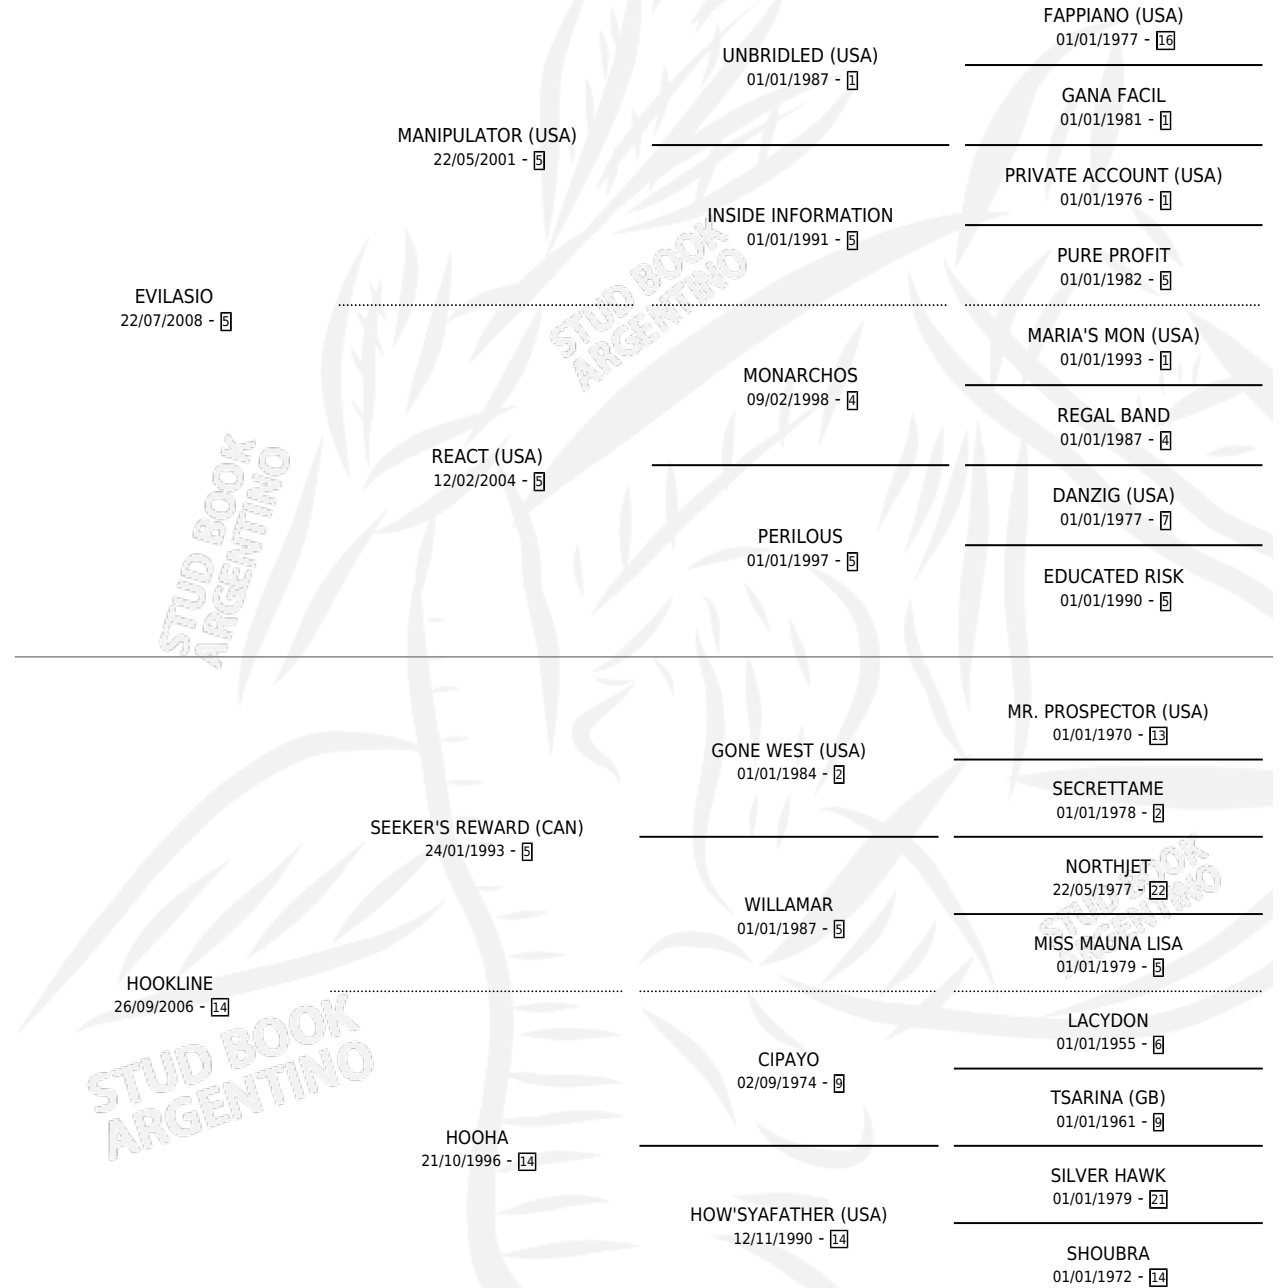 FAPPIANO (USA)
01/01/1977 - 16
UNBRIDLED (USA)
01/01/1987 - 1
GANA FACIL
01/01/1981 - 1
MANIPULATOR (USA)
22/05/2001 - 5
PRIVATE ACCOUNT (USA)
01/01/1976 - 1
INSIDE INFORMATION
01/01/1991 - 5
PURE PROFIT
01/01/1982 - 5
EVILASIO
22/07/2008 - 5
STUD BOOK
ARGENTINO
MARIA'S MON (USA)
01/01/1993 - 1
MONARCHOS
09/02/1998 - 4
REGAL BAND
01/01/1987 - 4
REACT (USA)
12/02/2004 - 5
DANZIG (USA)
01/01/1977 - 7
PERILOUS
01/01/1997 - 5
EDUCATED RISK
01/01/1990 - 5
STUD BOOK
ARGENTINO
MR. PROSPECTOR (USA)
01/01/1970 - 13
GONE WEST (USA)
01/01/1984 - 2
SECRETTAME
01/01/1978 - 2
SEEKER'S REWARD (CAN)
24/01/1993 - 5
NORTHJET
22/05/1977 - 22
WILLAMAR
01/01/1987 - 5
STUD BOOK
ARGENTINO
MISS MAUNA LISA
01/01/1979 - 5
HOOKLINE
26/09/2006 - 14
STUD BOOK
ARGENTINO
LACYDON
01/01/1955 - 6
CIPAYO
02/09/1974 - 9
TSARINA (GB)
01/01/1961 - 9
HOOHA
21/10/1996 - 14
SILVER HAWK
01/01/1979 - 21
HOW'SYAFATHER (USA)
12/11/1990 - 14
SHOUBRA
01/01/1972 - 14